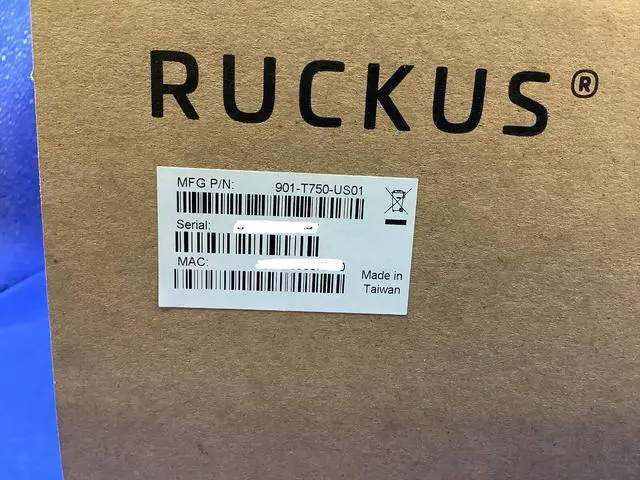 RUCKUS®
MFG P/N: 901-T750-US01
Serial:
MAC:
Made in
Taiwan